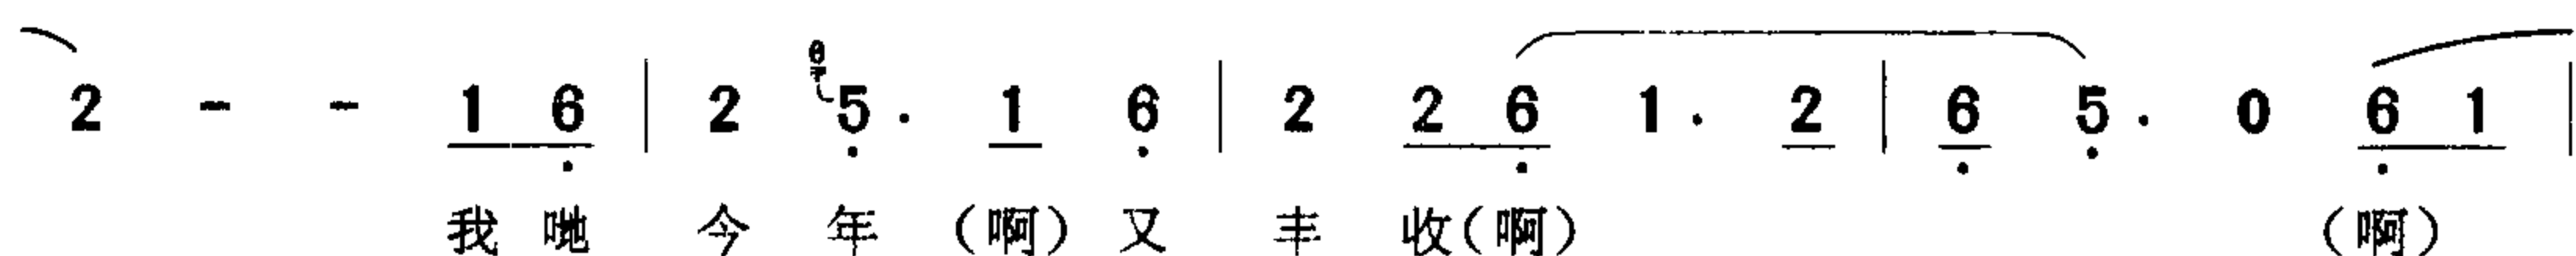 2 - - 1 6 | 2 5 . 1 6 | 2 2 6 1 . 2 | 6 5 . 0 6 1 |
我 哋 今 年 （啊） 又 丰 收（啊） （啊）